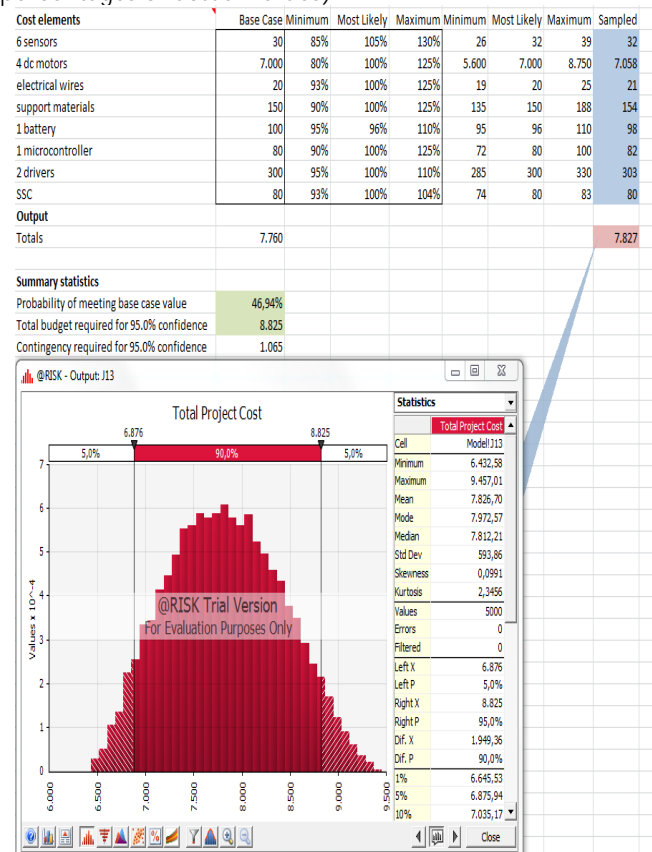 Cost elements Base Case Minimum Most Likely Maximum Minimum Most Likely Maximum Sampled
6 sensors 30 85% 105% 130% 26 32 39 32
4 dc motors 7.000 80% 100% 125% 5.600 7.000 8.750 7.058
electrical wires 20 93% 100% 125% 19 20 25 21
support materials 150 90% 100% 125% 135 150 188 154
1 battery 100 95% 96% 110% 95 96 110 98
1 microcontroller 80 90% 100% 125% 72 80 100 82
2 drivers 300 95% 100% 110% 285 300 330 303
SSC 80 93% 100% 104% 74 80 83 80
Output
Totals 7.760 7.827
Summary statistics
Probability of meeting base case value 46,94%
Total budget required for 95.0% confidence 8.825
Contingency required for 95.0% confidence 1.065
@RISK - Output: J13
Total Project Cost
6.876 8.825
5,0% 90,0% 5,0%
Values x 10^-4
7
6
5
4
3
2
1
0
@RISK Trial Version
For Evaluation Purposes Only
6.000 6.500 7.000 7.500 8.000 8.500 9.000 9.500
Statistics
Total Project Cost
Cell Model!J13
Minimum 6.432,58
Maximum 9.457,01
Mean 7.826,70
Mode 7.972,57
Median 7.812,21
Std Dev 593,86
Skewness 0,0991
Kurtosis 2,3456
Values 5000
Errors 0
Filtered 0
Left X 6.876
Left P 5,0%
Right X 8.825
Right P 95,0%
Dif. X 1.949,36
Dif. P 90,0%
1% 6.645,53
5% 6.875,94
10% 7.035,17
Close